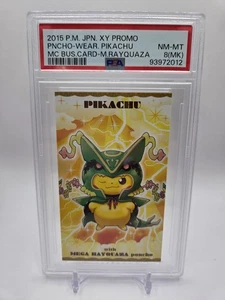 2015 P.M. JPN. XY PROMO
PNCHO-WEAR. PIKACHU NM-MT
MC BUS.CARD-M.RAYQUAZA 8(MK)
PSA 93972012
PIKACHU
with
MEGA RAYQUAZA poncho